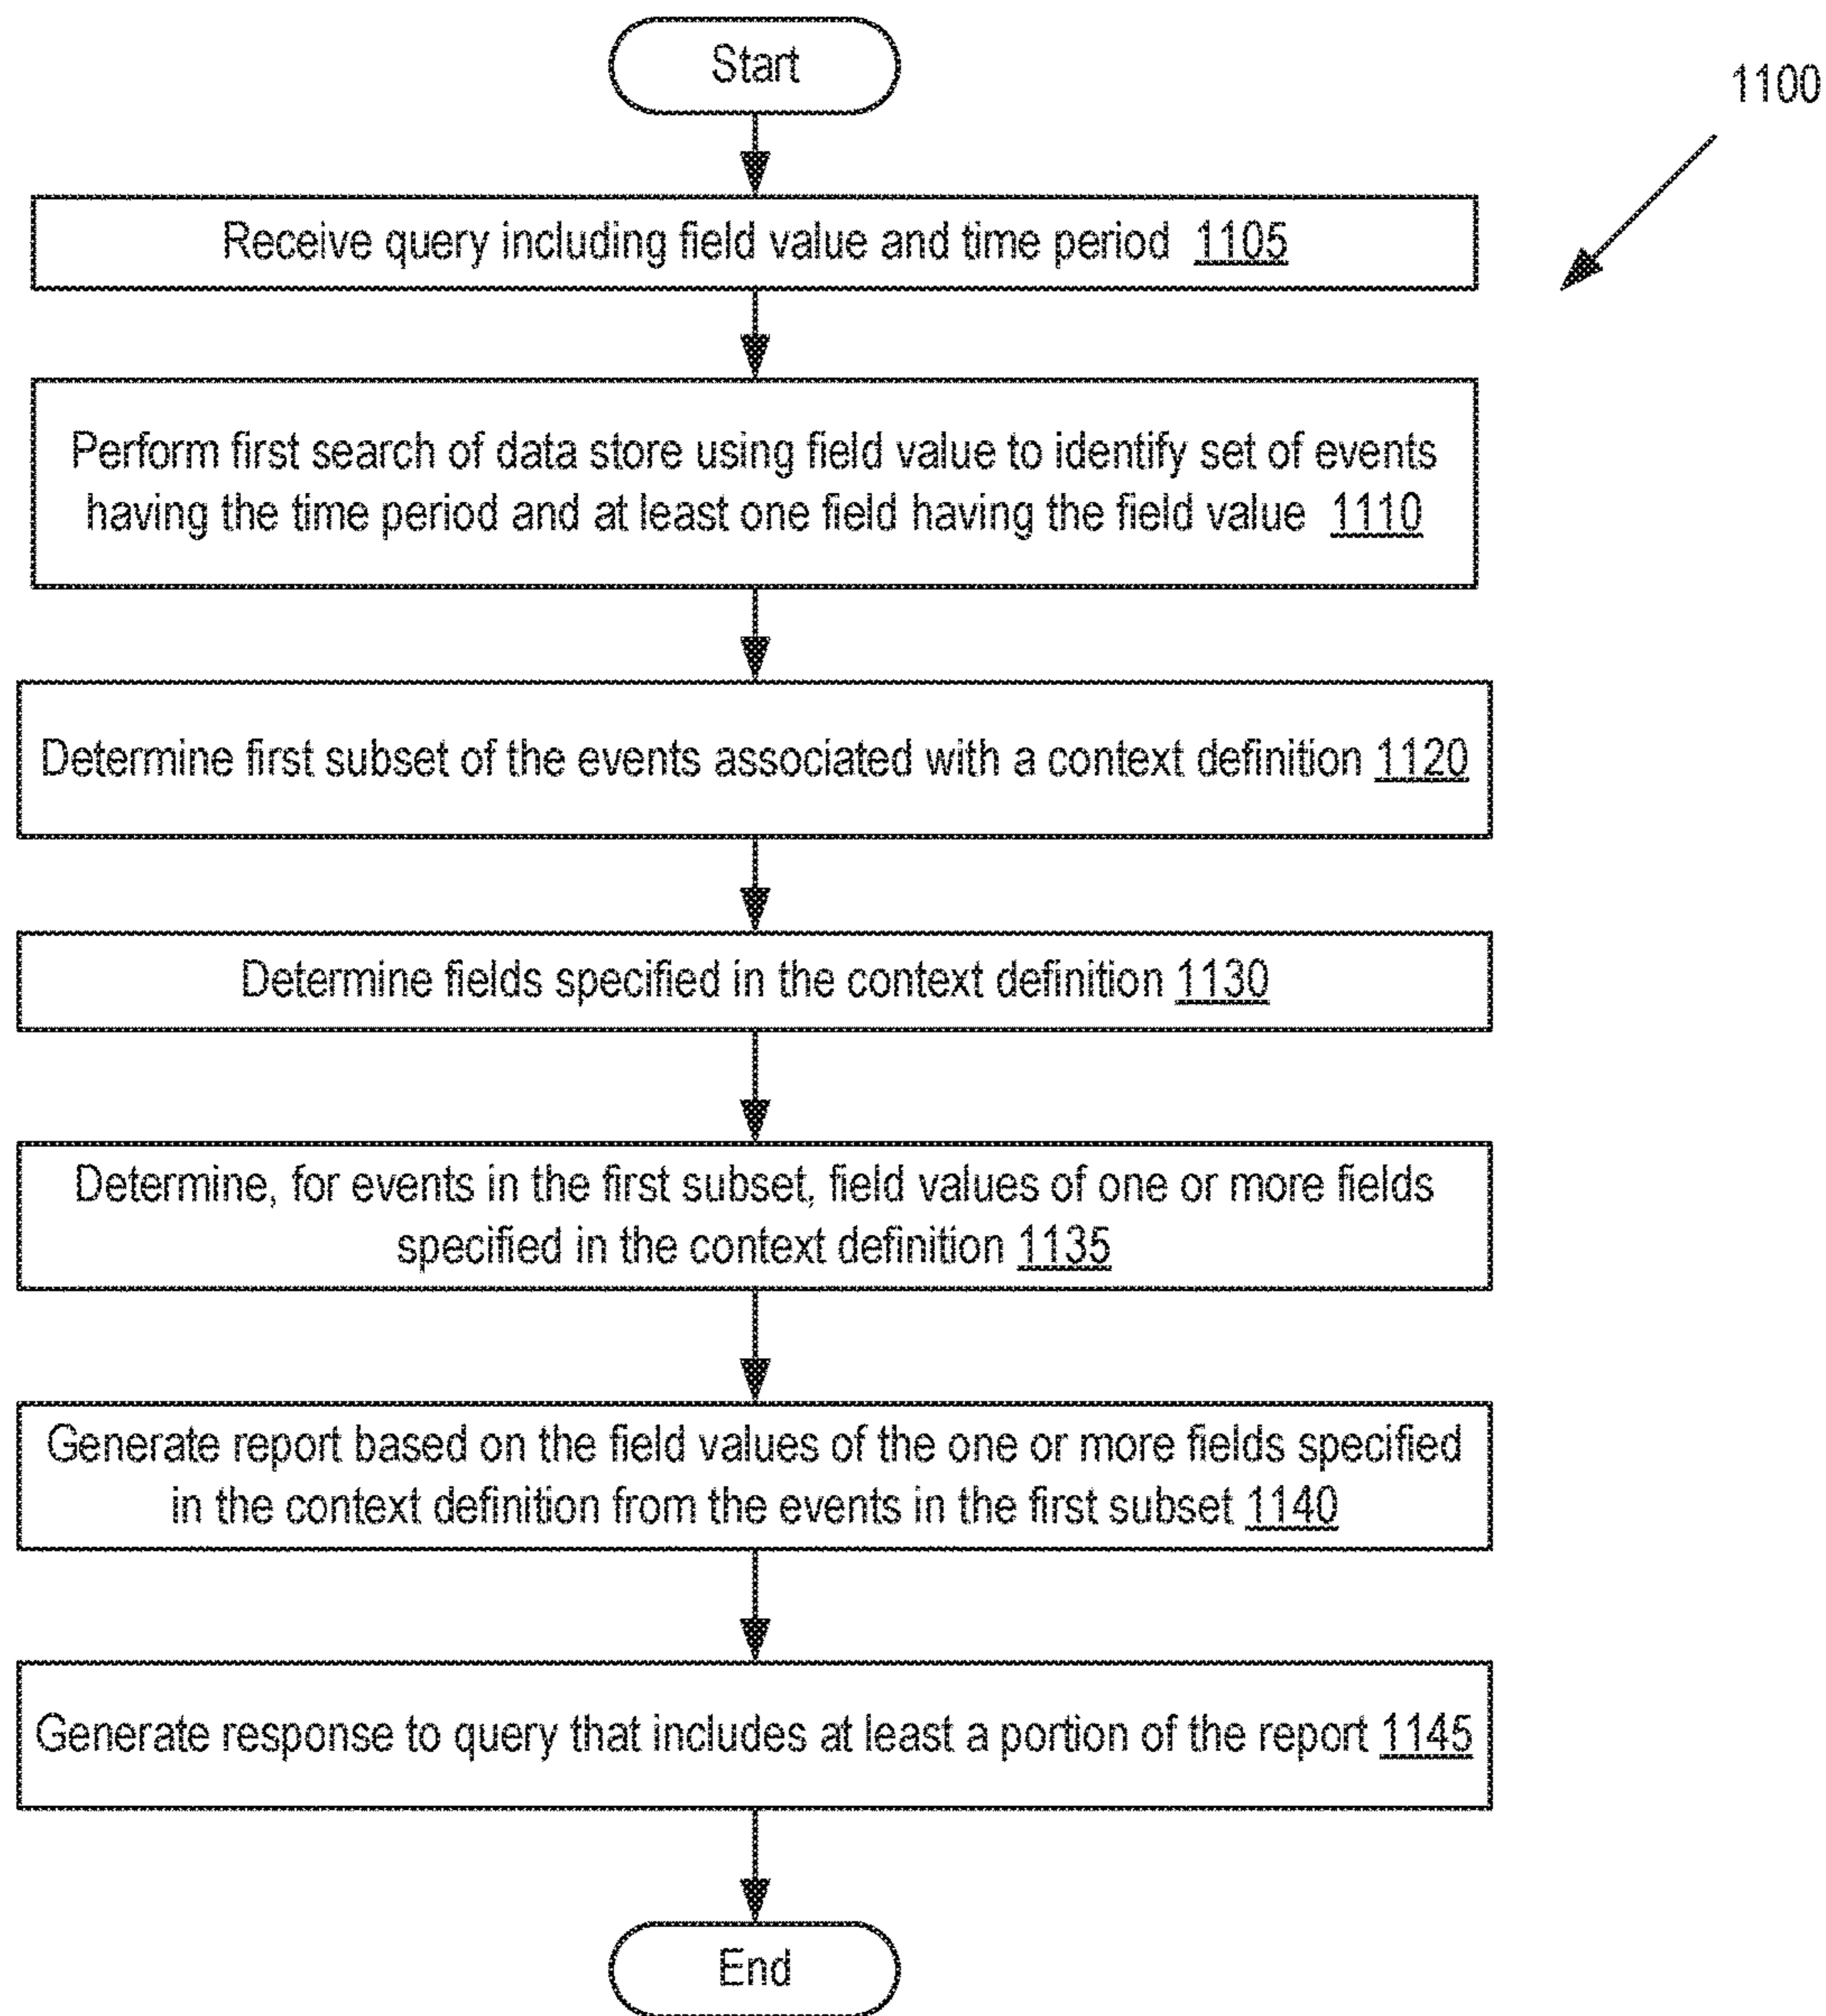 Start
1100
Receive query including field value and time period 1105
Perform first search of data store using field value to identify set of events
having the time period and at least one field having the field value 1110
Determine first subset of the events associated with a context definition 1120
Determine fields specified in the context definition 1130
Determine, for events in the first subset, field values of one or more fields
specified in the context definition 1135
Generate report based on the field values of the one or more fields specified
in the context definition from the events in the first subset 1140
Generate response to query that includes at least a portion of the report 1145
End